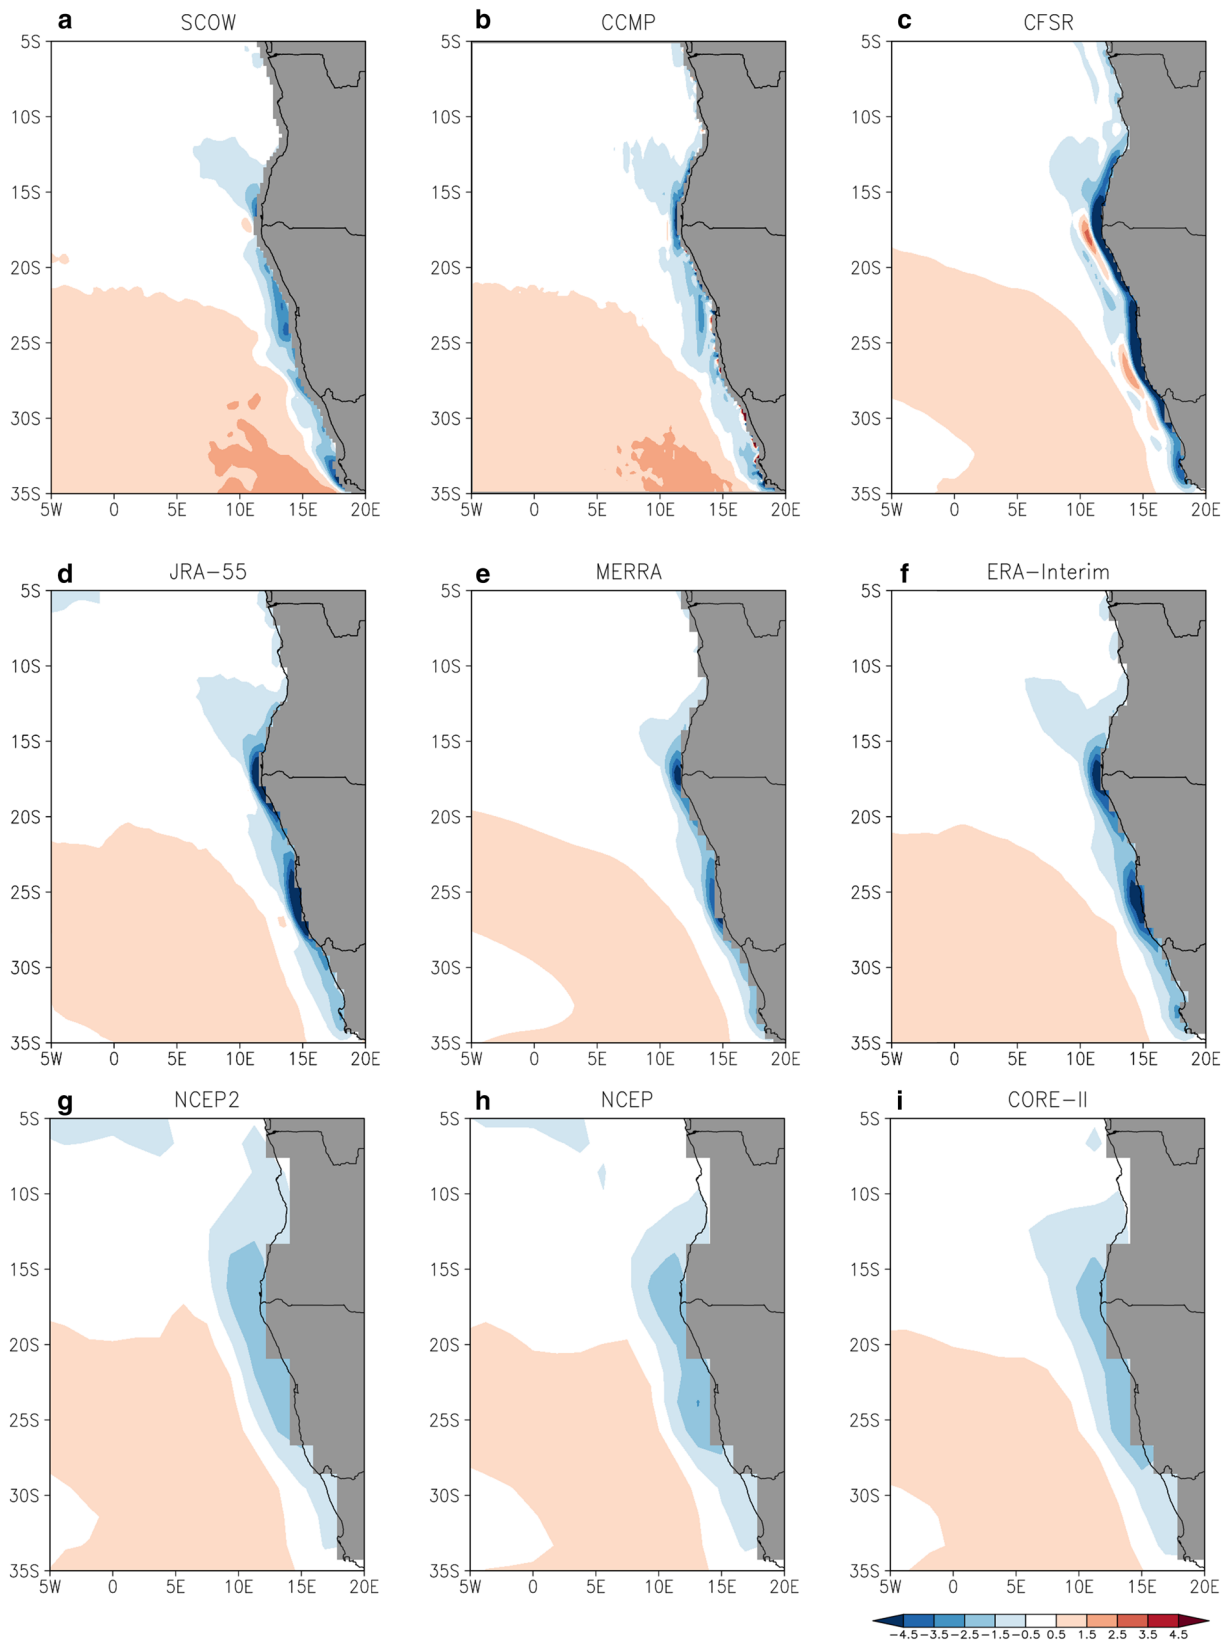 a SCOW b CCMP c CFSR
5S 5S 5S
10S 10S 10S
15S 15S 15S
20S 20S 20S
25S 25S 25S
30S 30S 30S
35S 35S 35S
5W 0 5E 10E 15E 20E 5W 0 5E 10E 15E 20E 5W 0 5E 10E 15E 20E
d JRA-55 e MERRA f ERA-Interim
5S 5S 5S
10S 10S 10S
15S 15S 15S
20S 20S 20S
25S 25S 25S
30S 30S 30S
35S 35S 35S
5W 0 5E 10E 15E 20E 5W 0 5E 10E 15E 20E 5W 0 5E 10E 15E 20E
g NCEP2 h NCEP i CORE-II
5S 5S 5S
10S 10S 10S
15S 15S 15S
20S 20S 20S
25S 25S 25S
30S 30S 30S
35S 35S 35S
5W 0 5E 10E 15E 20E 5W 0 5E 10E 15E 20E 5W 0 5E 10E 15E 20E
-4.5 -3.5 -2.5 -1.5 -0.5 0.5 1.5 2.5 3.5 4.5